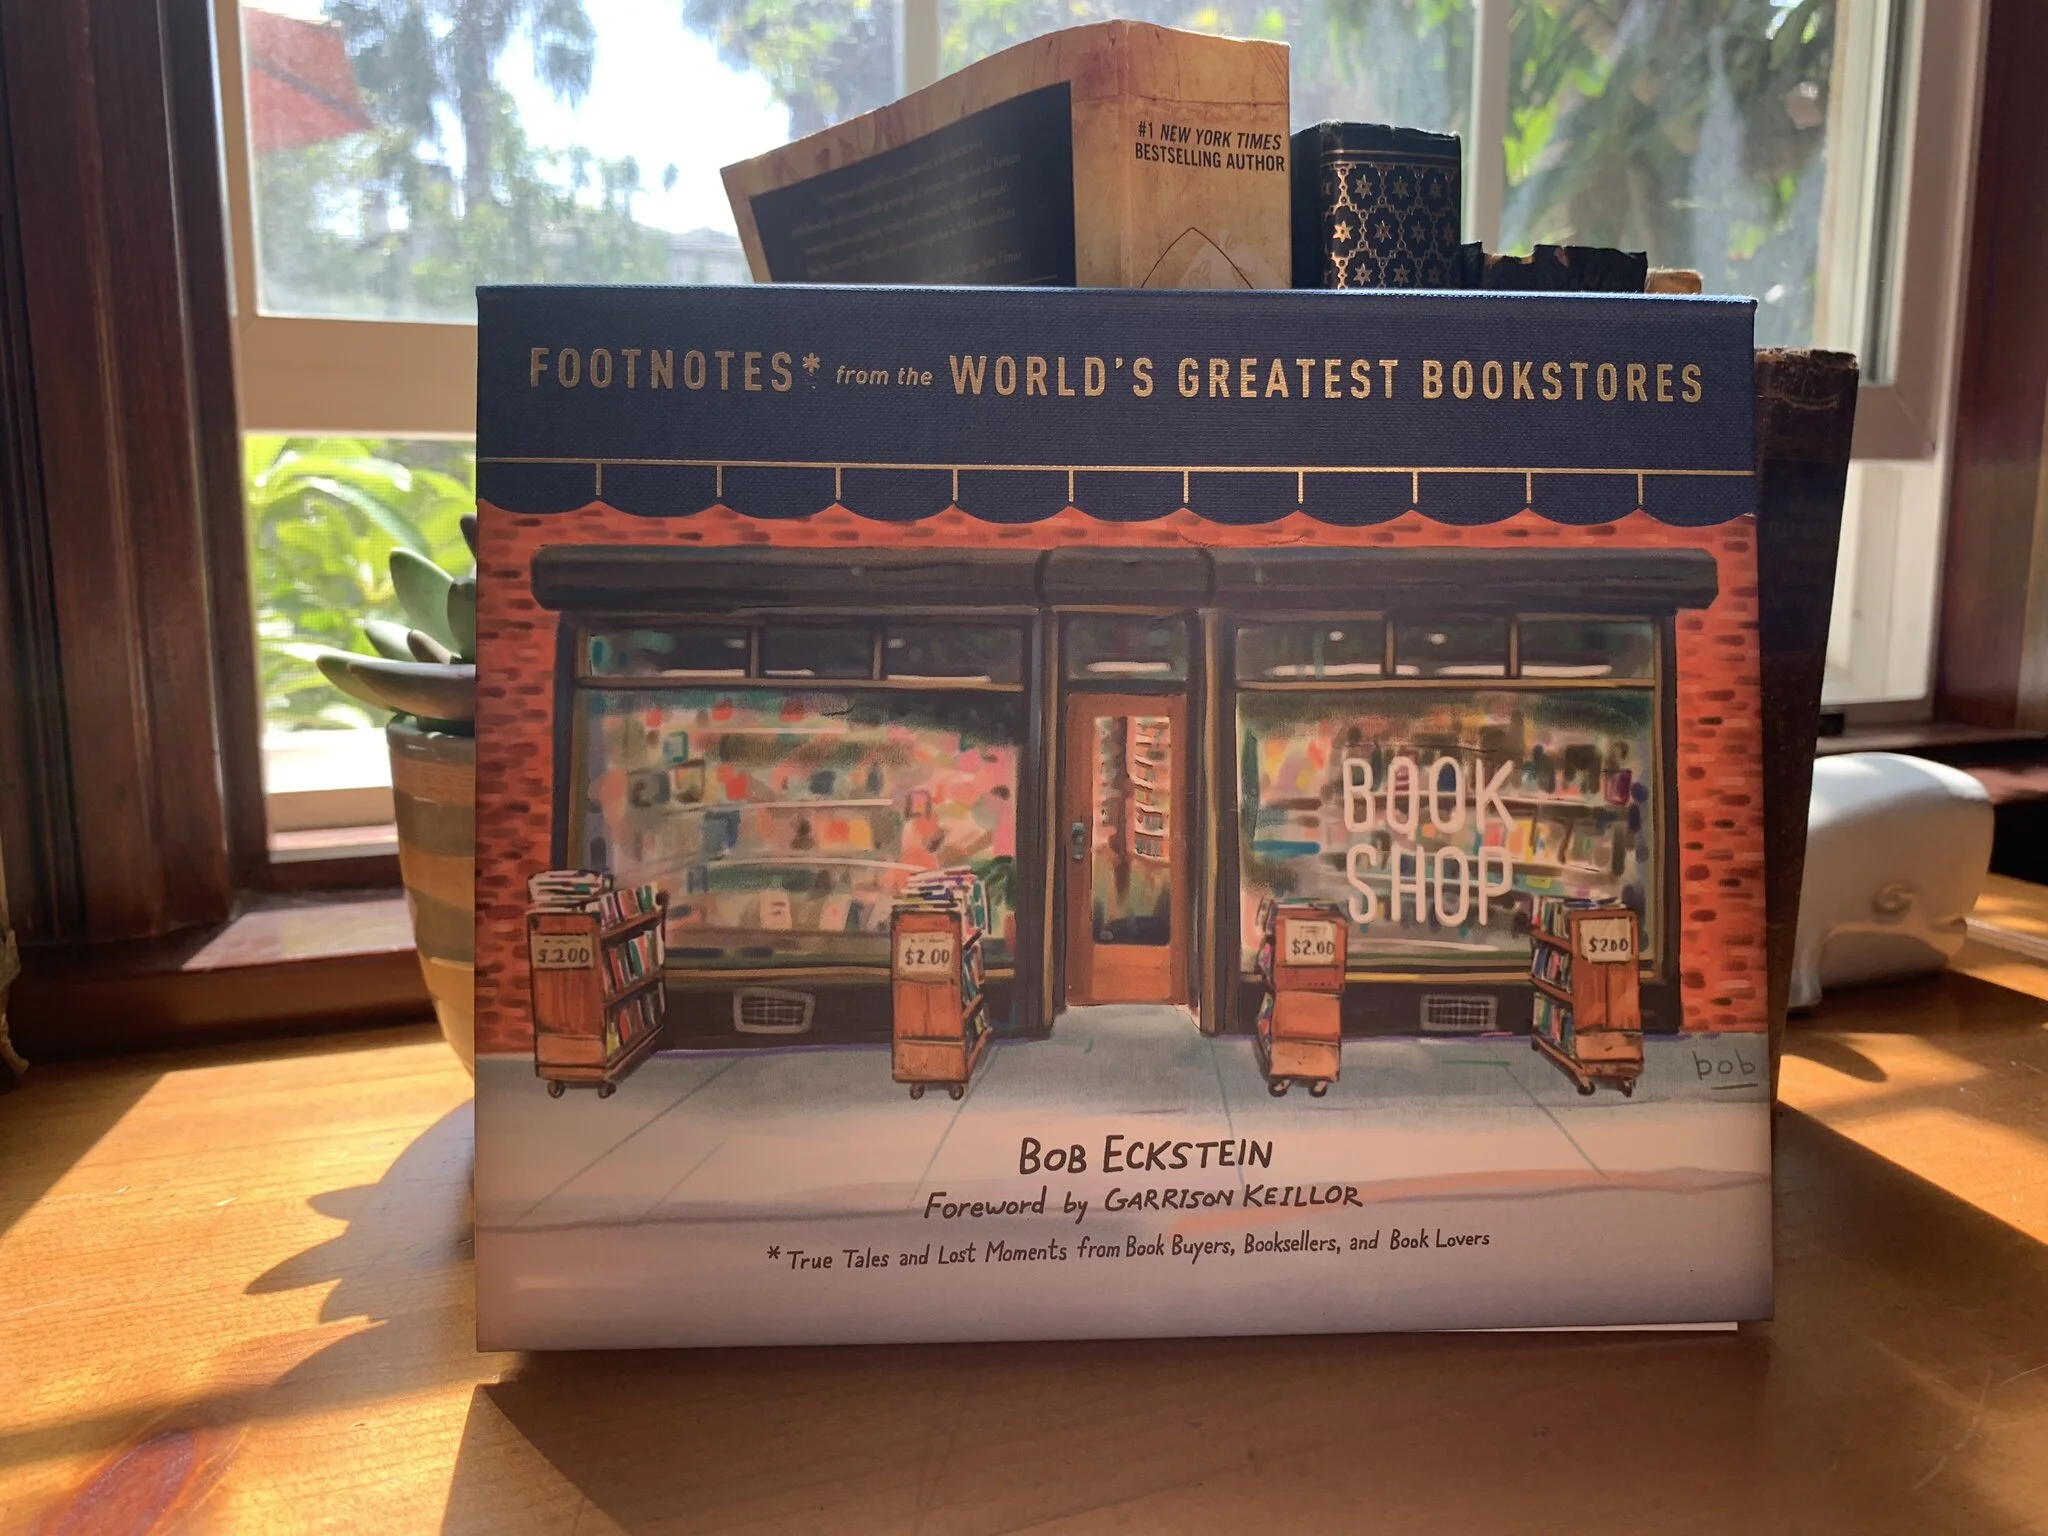 #1 NEW YORK TIMES
BESTSELLING AUTHOR
FOOTNOTES* from the WORLD'S GREATEST BOOKSTORES
BOOK
SHOP
$.200
$2.00
$2.00
$2.00
bob
BOB ECKSTEIN
Foreword by GARRISON KEILLOR
* True Tales and Lost Moments from Book Buyers, Booksellers, and Book Lovers